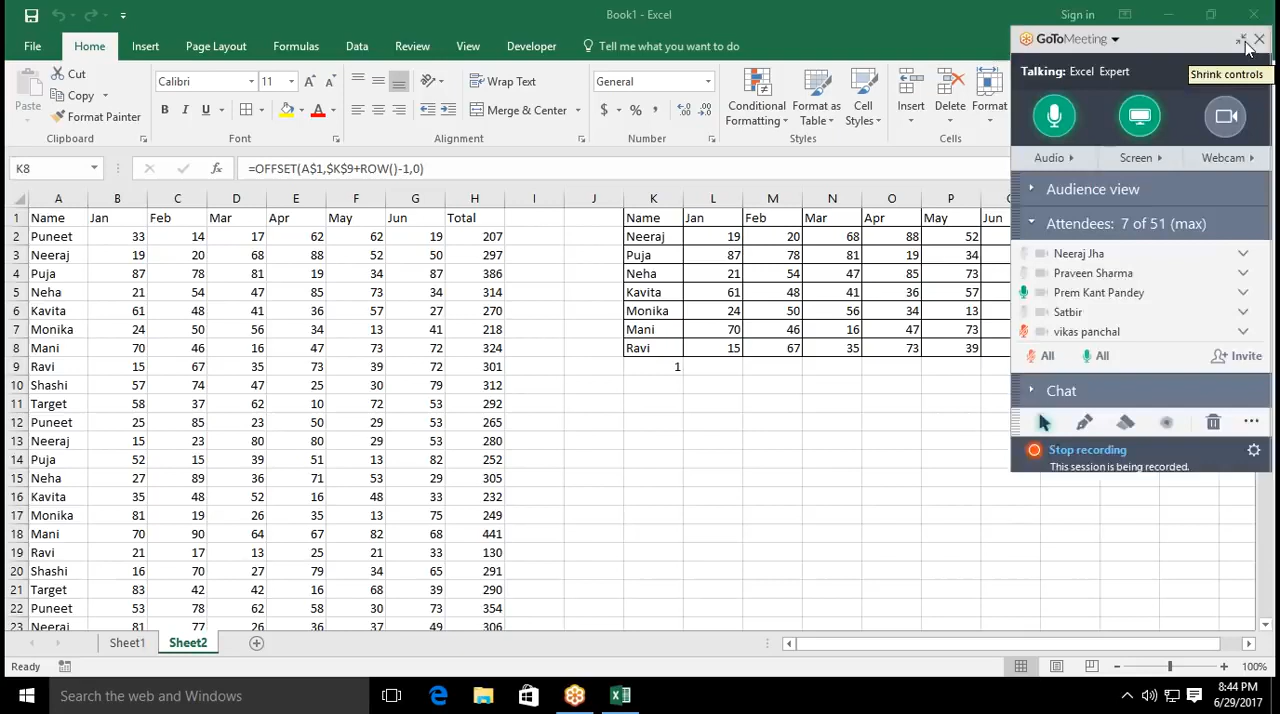 Book1 - Excel
Sign in
File Home Insert Page Layout Formulas Data Review View Developer Tell me what you want to do
Cut
Copy
Format Painter
Paste
Clipboard
Calibri 11
B I U
Font
Wrap Text
Merge & Center
Alignment
General
$ % ,
Number
Conditional Formatting
Format as Table
Cell Styles
Styles
Insert Delete Format
Cells
K8 fx =OFFSET(A$1,$K$9+ROW()-1,0)
A B C D E F G H I J K L M N O P
1 Name Jan Feb Mar Apr May Jun Total Name Jan Feb Mar Apr May Jun
2 Puneet 33 14 17 62 62 19 207 Neeraj 19 20 68 88 52
3 Neeraj 19 20 68 88 52 50 297 Puja 87 78 81 19 34
4 Puja 87 78 81 19 34 87 386 Neha 21 54 47 85 73
5 Neha 21 54 47 85 73 34 314 Kavita 61 48 41 36 57
6 Kavita 61 48 41 36 57 27 270 Monika 24 50 56 34 13
7 Monika 24 50 56 34 13 41 218 Mani 70 46 16 47 73
8 Mani 70 46 16 47 73 72 324 Ravi 15 67 35 73 39
9 Ravi 15 67 35 73 39 72 301 1
10 Shashi 57 74 47 25 30 79 312
11 Target 58 37 62 10 72 53 292
12 Puneet 25 85 23 50 29 53 265
13 Neeraj 15 23 80 80 29 53 280
14 Puja 52 15 39 51 13 82 252
15 Neha 27 89 36 71 53 29 305
16 Kavita 35 48 52 16 48 33 232
17 Monika 81 19 26 35 13 75 249
18 Mani 70 90 64 67 82 68 441
19 Ravi 21 17 13 25 21 33 130
20 Shashi 16 70 27 79 34 65 291
21 Target 83 42 42 16 68 39 290
22 Puneet 53 78 62 58 30 73 354
23 Neeraj 81 77 26 36 37 49 306
Sheet1 Sheet2
Ready
100%
GoToMeeting
Talking: Excel Expert
Shrink controls
Audio Screen Webcam
Audience view
Attendees: 7 of 51 (max)
Neeraj Jha
Praveen Sharma
Prem Kant Pandey
Satbir
vikas panchal
All All Invite
Chat
Stop recording
This session is being recorded.
Search the web and Windows
8:44 PM
6/29/2017